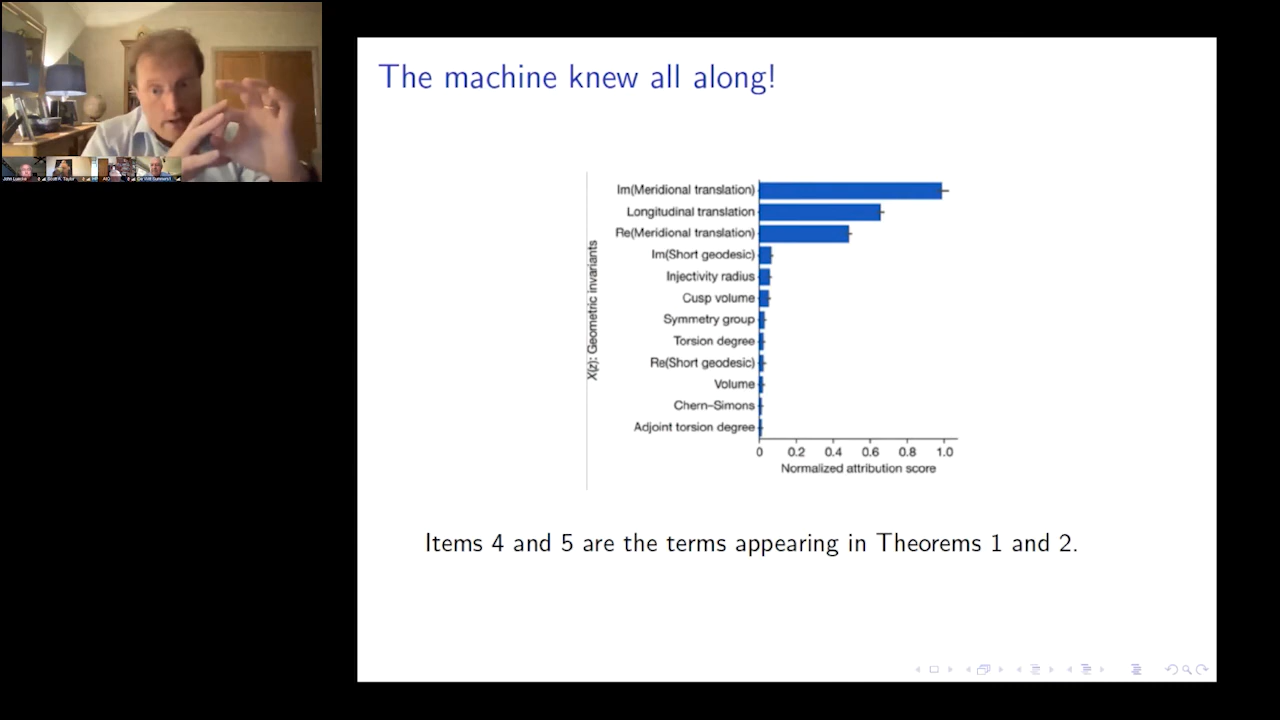 The machine knew all along!
X(z): Geometric invariants
Im(Meridional translation)
Longitudinal translation
Re(Meridional translation)
Im(Short geodesic)
Injectivity radius
Cusp volume
Symmetry group
Torsion degree
Re(Short geodesic)
Volume
Chern–Simons
Adjoint torsion degree
0 0.2 0.4 0.6 0.8 1.0
Normalized attribution score
Items 4 and 5 are the terms appearing in Theorems 1 and 2.